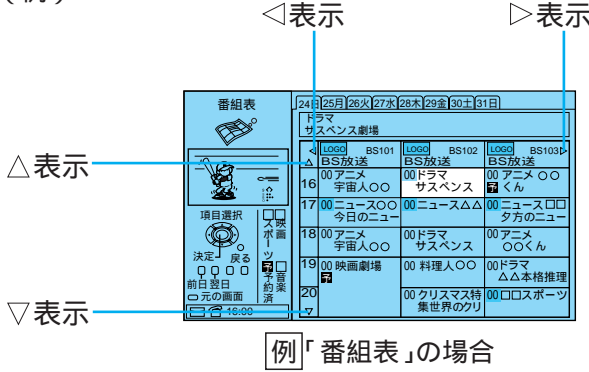 (例)
◁表示
▷表示
番組表
24日 25月 26火 27水 28木 29金 30土 31日
ドラマ
サスペンス劇場
◁ BS101 BS102 BS103▷
LOGO LOGO LOGO
△ BS放送 BS放送 BS放送
△表示
16 00 アニメ 00 ドラマ 00 アニメ ○○
宇宙人○○ サスペンス 予 くん
17 00 ニュース○○ 00 ニュース△△ 00 ニュース□□
今日のニュー 夕方のニュー
18 00 アニメ 00 ドラマ 00 アニメ
宇宙人○○ サスペンス ○○くん
19 00 映画劇場 00 料理人○○ 00 ドラマ
予 △△本格推理
20 00 クリスマス特 00 □□スポーツ
集世界のクリ
▽
項目選択
決定 戻る
前日 翌日
元の画面
□映画
□スポーツ
□音楽
予 予約済
16:00
▽表示
例「番組表」の場合